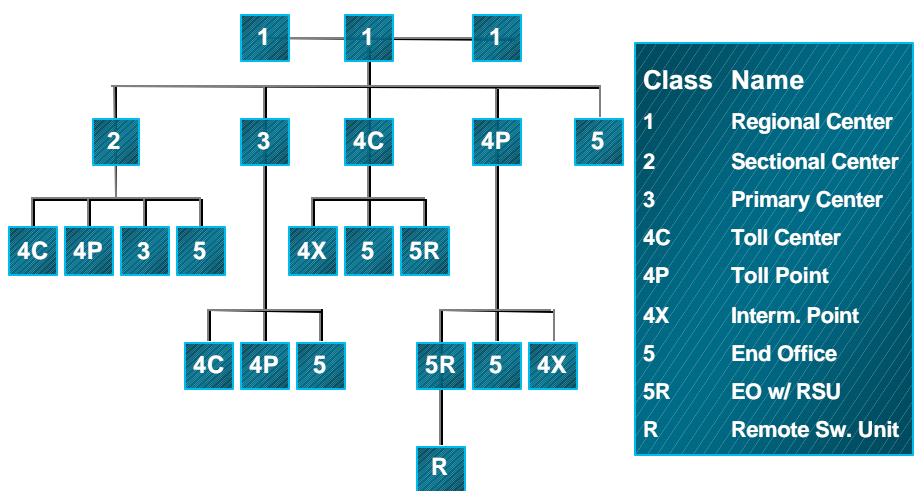 1 1 1
2 3 4C 4P 5
4C 4P 3 5 4X 5 5R
4C 4P 5 5R 5 4X
R
Class Name
1 Regional Center
2 Sectional Center
3 Primary Center
4C Toll Center
4P Toll Point
4X Interm. Point
5 End Office
5R EO w/ RSU
R Remote Sw. Unit